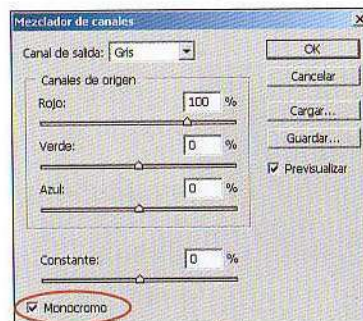 Mezclador de canales
Canal de salida: Gris
OK
Cancelar
Cargar...
Guardar...
Previsualizar
Canales de origen
Rojo: 100 %
Verde: 0 %
Azul: 0 %
Constante: 0 %
Monocromo